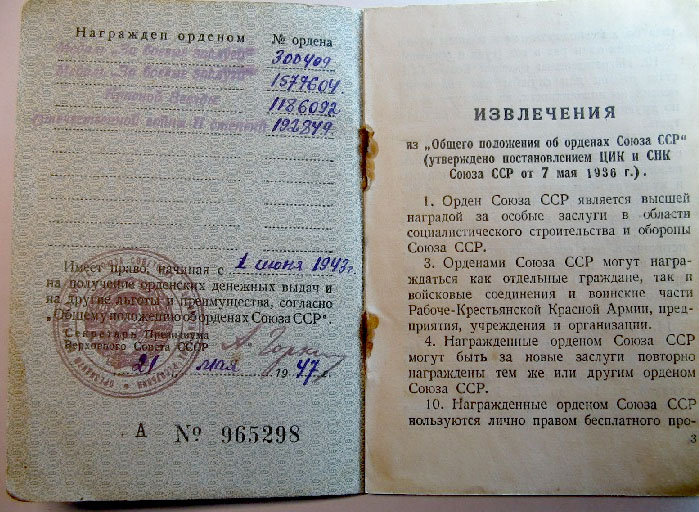 Награжден орденом № ордена
Медаль „За боевые заслуги" 300409
Медаль „За боевые заслуги" 1577604
Красной Звезды 1186092
Отечественной войны II степени 192849
Имеет право, начиная с 1 июня 1943 г.
на получение орденских денежных выдач и
на другие льготы и преимущества, согласно
„Общему положению об орденах Союза ССР".
Секретарь Президиума
Верховного Совета СССР
21 мая 1947 г.
А № 965298
ИЗВЛЕЧЕНИЯ
из „Общего положения об орденах Союза ССР"
(утверждено постановлением ЦИК и СНК
Союза ССР от 7 мая 1936 г.).
1. Орден Союза ССР является высшей
наградой за особые заслуги в области
социалистического строительства и обороны
Союза ССР.
3. Орденами Союза ССР могут награ-
ждаться как отдельные граждане, так и
войсковые соединения и воинские части
Рабоче-Крестьянской Красной Армии, пред-
приятия, учреждения и организации.
4. Награжденные орденом Союза ССР
могут быть за новые заслуги повторно
награждены тем же или другим орденом
Союза ССР.
10. Награжденные орденом Союза ССР
пользуются лично правом бесплатного про-
3